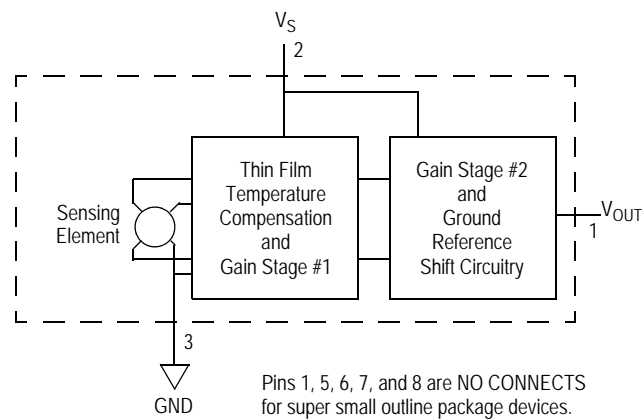 VS
2
Thin Film
Temperature
Compensation
and
Gain Stage #1
Gain Stage #2
and
Ground
Reference
Shift Circuitry
Sensing
Element
VOUT
1
3
GND
Pins 1, 5, 6, 7, and 8 are NO CONNECTS
for super small outline package devices.